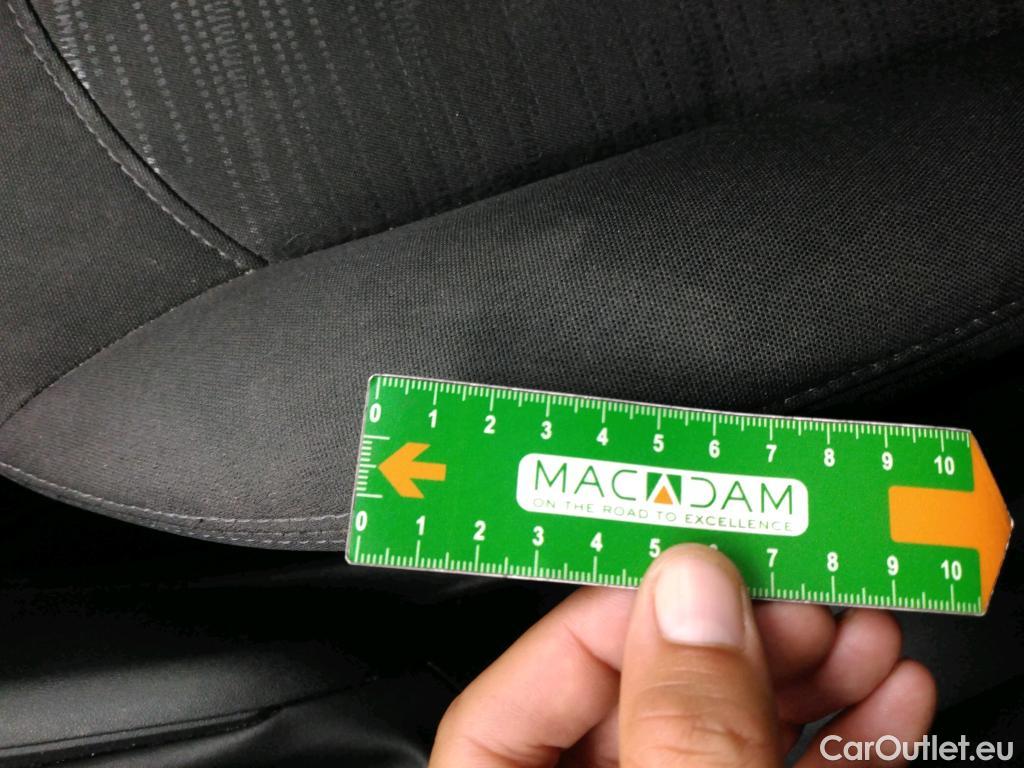 0 1 2 3 4 5 6 7 8 9 10
MACADAM
ON THE ROAD TO EXCELLENCE
0 1 2 3 4 5 6 7 8 9 10
CarOutlet.eu